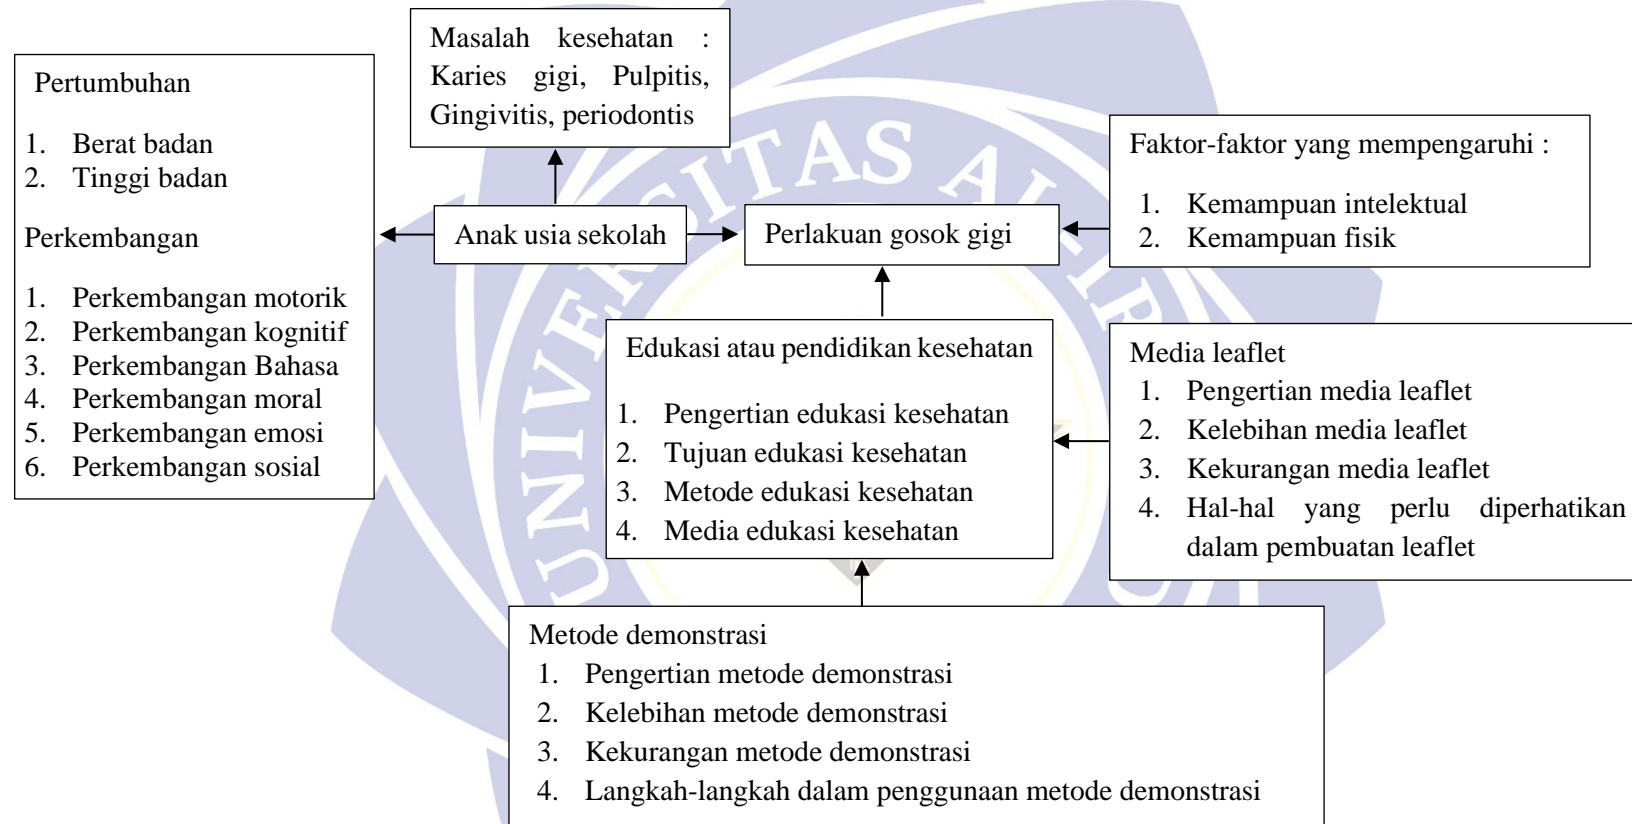 Masalah kesehatan :
Karies gigi, Pulpitis,
Gingivitis, periodontis
Pertumbuhan
1. Berat badan
2. Tinggi badan
Perkembangan
1. Perkembangan motorik
2. Perkembangan kognitif
3. Perkembangan Bahasa
4. Perkembangan moral
5. Perkembangan emosi
6. Perkembangan sosial
Anak usia sekolah
Perlakuan gosok gigi
Faktor-faktor yang mempengaruhi :
1. Kemampuan intelektual
2. Kemampuan fisik
Edukasi atau pendidikan kesehatan
1. Pengertian edukasi kesehatan
2. Tujuan edukasi kesehatan
3. Metode edukasi kesehatan
4. Media edukasi kesehatan
Media leaflet
1. Pengertian media leaflet
2. Kelebihan media leaflet
3. Kekurangan media leaflet
4. Hal-hal yang perlu diperhatikan
dalam pembuatan leaflet
Metode demonstrasi
1. Pengertian metode demonstrasi
2. Kelebihan metode demonstrasi
3. Kekurangan metode demonstrasi
4. Langkah-langkah dalam penggunaan metode demonstrasi
UNIVERSITAS